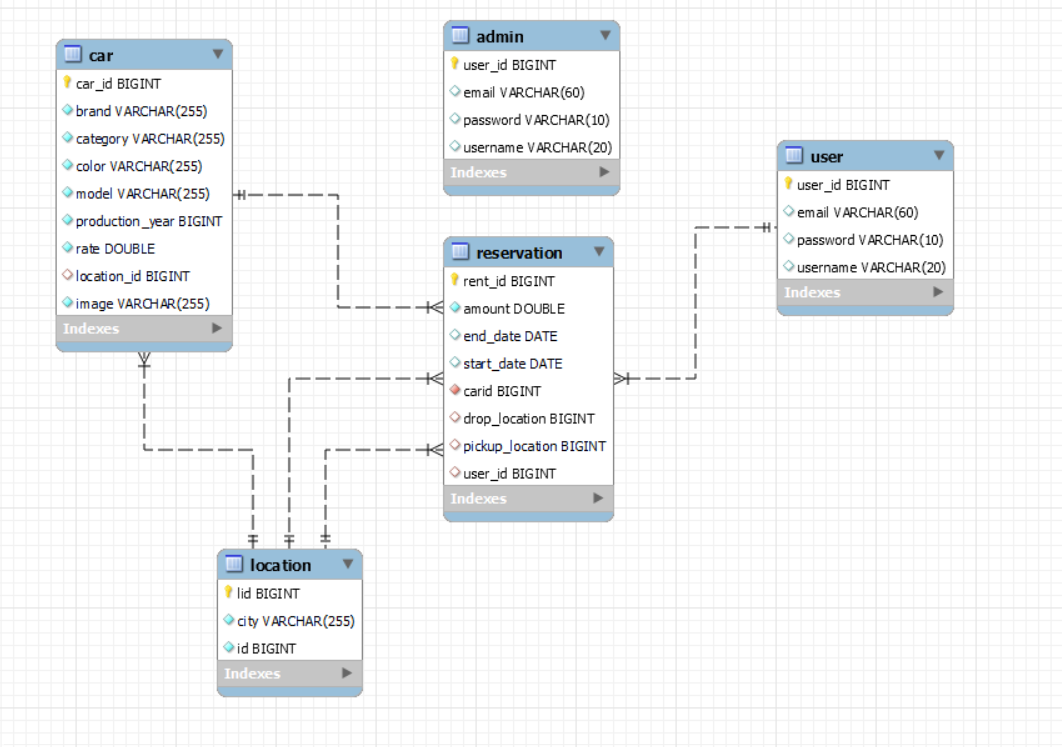 car
car_id BIGINT
brand VARCHAR(255)
category VARCHAR(255)
color VARCHAR(255)
model VARCHAR(255)
production_year BIGINT
rate DOUBLE
location_id BIGINT
image VARCHAR(255)
Indexes
admin
user_id BIGINT
email VARCHAR(60)
password VARCHAR(10)
username VARCHAR(20)
Indexes
user
user_id BIGINT
email VARCHAR(60)
password VARCHAR(10)
username VARCHAR(20)
Indexes
reservation
rent_id BIGINT
amount DOUBLE
end_date DATE
start_date DATE
carid BIGINT
drop_location BIGINT
pickup_location BIGINT
user_id BIGINT
Indexes
location
lid BIGINT
city VARCHAR(255)
id BIGINT
Indexes